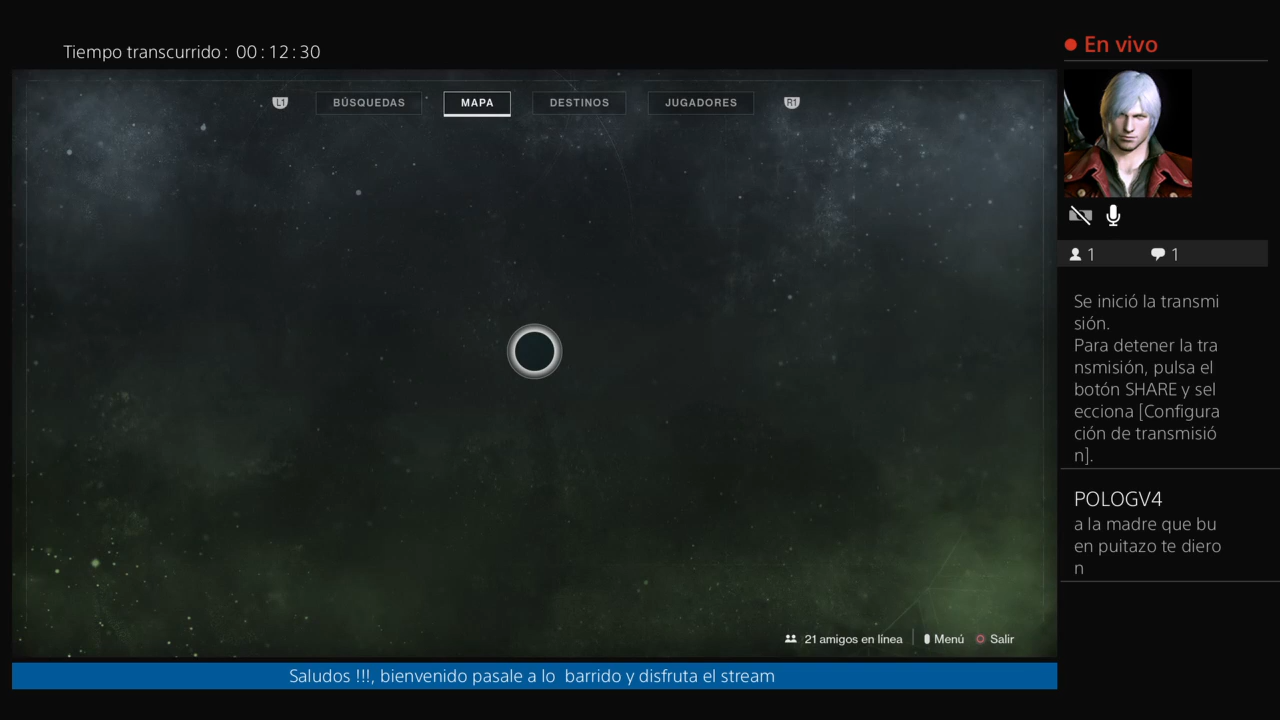 Tiempo transcurrido : 00 : 12 : 30
En vivo
L1 BÚSQUEDAS MAPA DESTINOS JUGADORES R1
1 1
Se inició la transmi
sión.
Para detener la tra
nsmisión, pulsa el
botón SHARE y sel
ecciona [Configura
ción de transmisió
n].
POLOGV4
a la madre que bu
en puitazo te diero
n
21 amigos en línea Menú Salir
Saludos !!!, bienvenido pasale a lo barrido y disfruta el stream